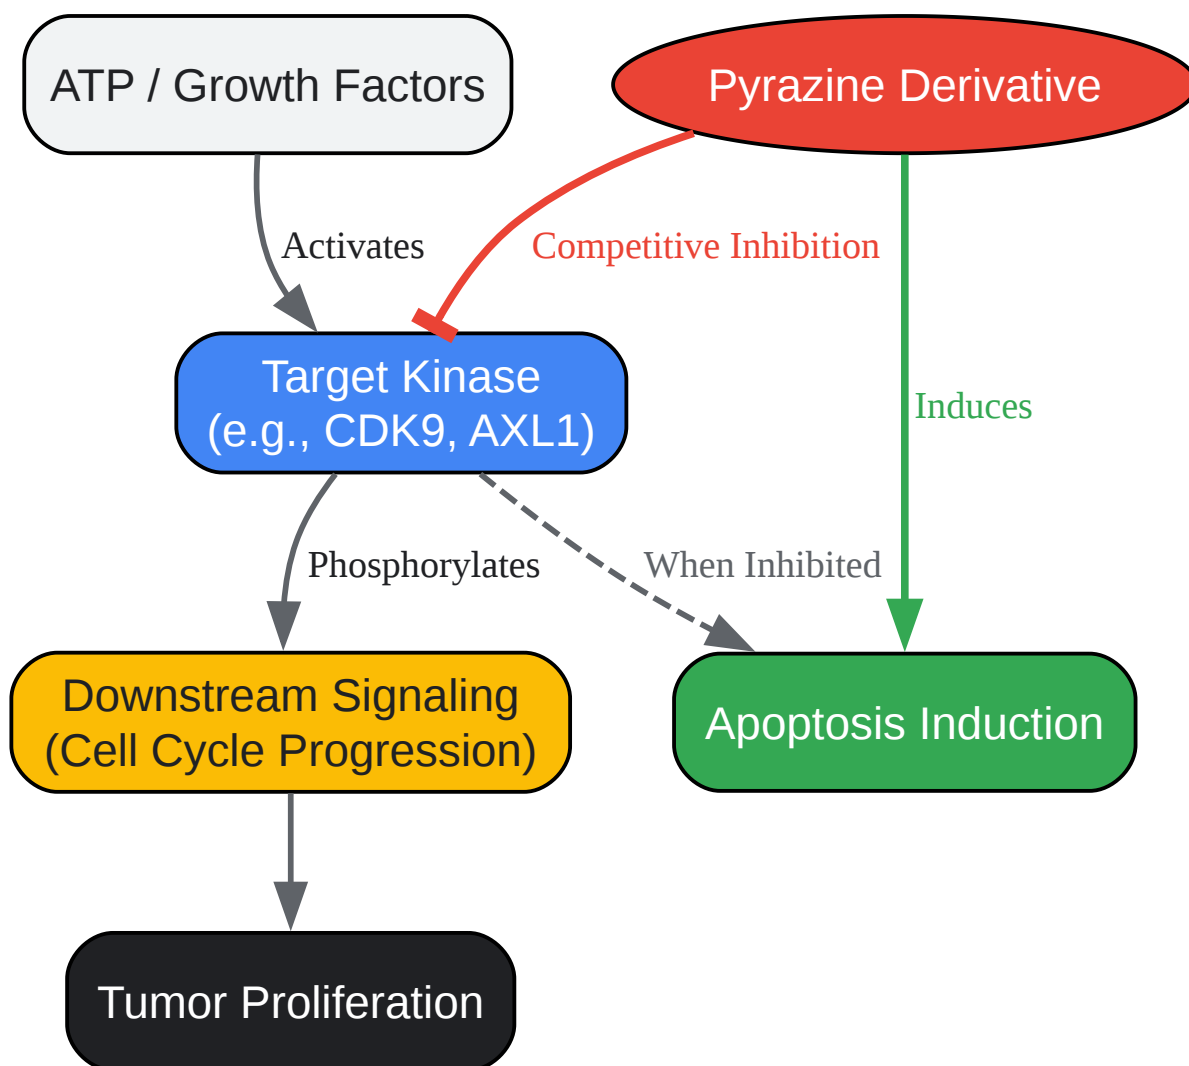 ATP / Growth Factors
Pyrazine Derivative
Activates
Competitive Inhibition
Target Kinase
(e.g., CDK9, AXL1)
Induces
Phosphorylates
When Inhibited
Downstream Signaling
(Cell Cycle Progression)
Apoptosis Induction
Tumor Proliferation